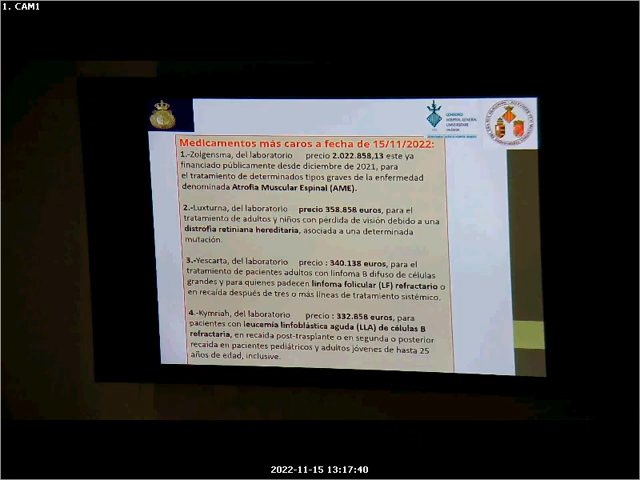 1. CAM1
CONSORCI
HOSPITAL GENERAL
UNIVERSITARI
VALENCIA
Medicamentos más caros a fecha de 15/11/2022:
1.-Zolgensma, del laboratorio precio 2.022.858,13 este ya
financiado públicamente desde diciembre de 2021, para
el tratamiento de determinados tipos graves de la enfermedad
denominada Atrofia Muscular Espinal (AME).
2.-Luxturna, del laboratorio precio 358.858 euros, para el
tratamiento de adultos y niños con pérdida de visión debido a una
distrofia retiniana hereditaria, asociada a una determinada
mutación.
3.-Yescarta, del laboratorio precio : 340.138 euros, para el
tratamiento de pacientes adultos con linfoma B difuso de células
grandes y para quienes padecen linfoma folicular (LF) refractario o
en recaída después de tres o más líneas de tratamiento sistémico.
4.-Kymriah, del laboratorio precio : 332.858 euros, para
pacientes con leucemia linfoblástica aguda (LLA) de células B
refractaria, en recaída post-trasplante o en segunda o posterior
recaída en pacientes pediátricos y adultos jóvenes de hasta 25
años de edad, inclusive.
2022-11-15 13:17:40